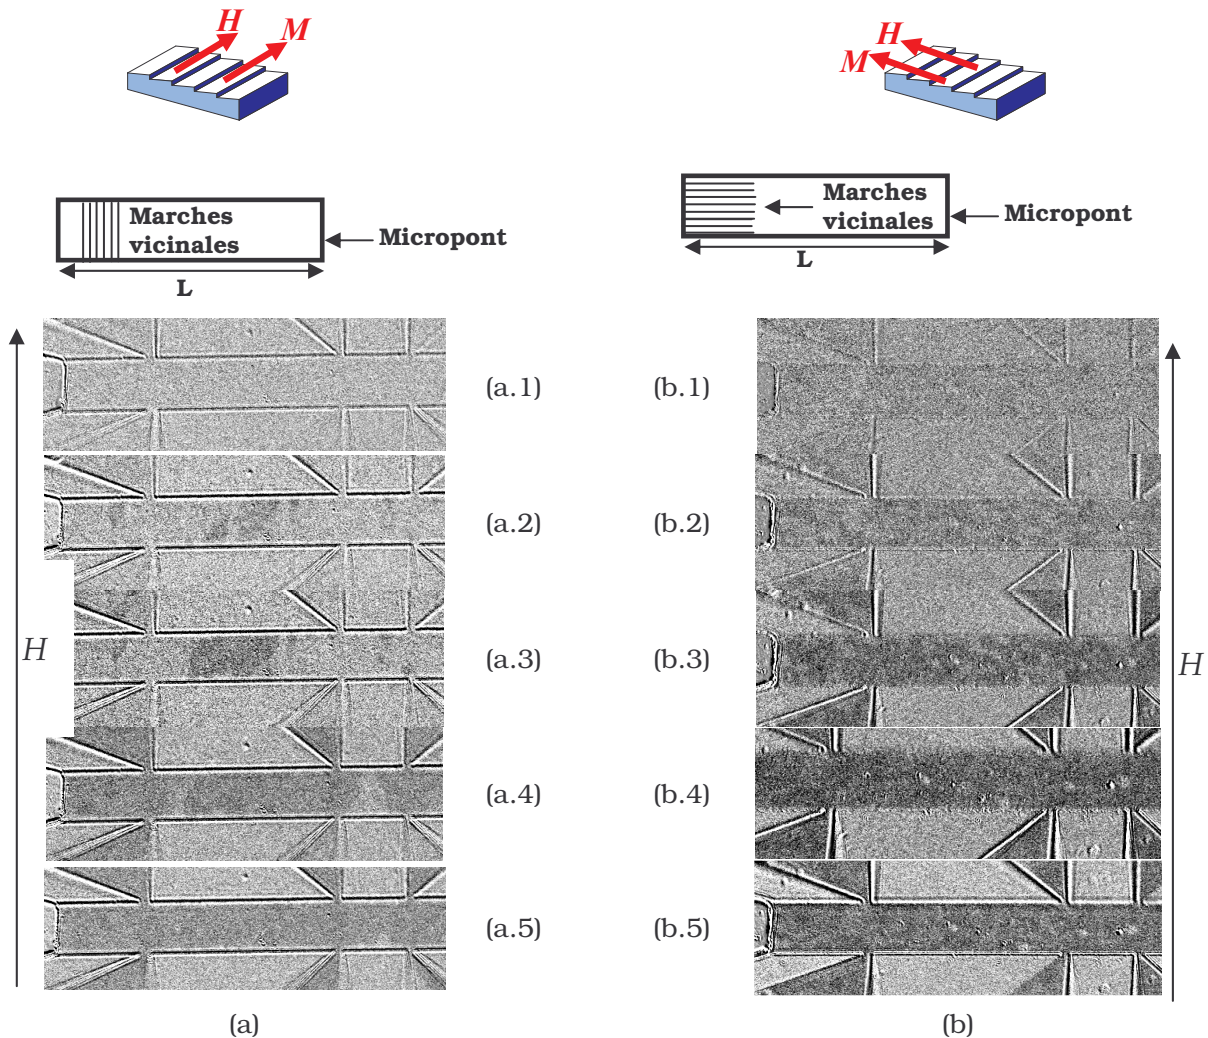 H
M
H
M
Marches
vicinales
Micropont
L
Marches
vicinales
Micropont
L
(a.1)
(b.1)
(a.2)
(b.2)
H
(a.3)
(b.3)
H
(a.4)
(b.4)
(a.5)
(b.5)
(a)
(b)